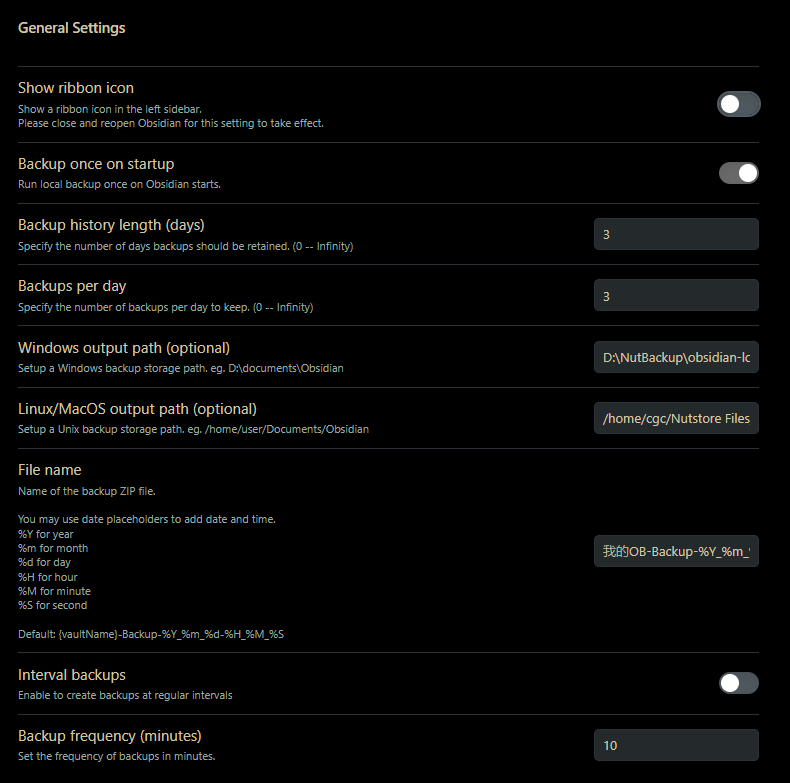 General Settings
Show ribbon icon
Show a ribbon icon in the left sidebar.
Please close and reopen Obsidian for this setting to take effect.
Backup once on startup
Run local backup once on Obsidian starts.
Backup history length (days)
Specify the number of days backups should be retained. (0 -- Infinity)
3
Backups per day
Specify the number of backups per day to keep. (0 -- Infinity)
3
Windows output path (optional)
Setup a Windows backup storage path. eg. D:\documents\Obsidian
D:\NutBackup\obsidian-lc
Linux/MacOS output path (optional)
Setup a Unix backup storage path. eg. /home/user/Documents/Obsidian
/home/cgc/Nutstore Files
File name
Name of the backup ZIP file.
You may use date placeholders to add date and time.
%Y for year
%m for month
%d for day
%H for hour
%M for minute
%S for second
Default: {vaultName}-Backup-%Y_%m_%d-%H_%M_%S
我的OB-Backup-%Y_%m_
Interval backups
Enable to create backups at regular intervals
Backup frequency (minutes)
Set the frequency of backups in minutes.
10